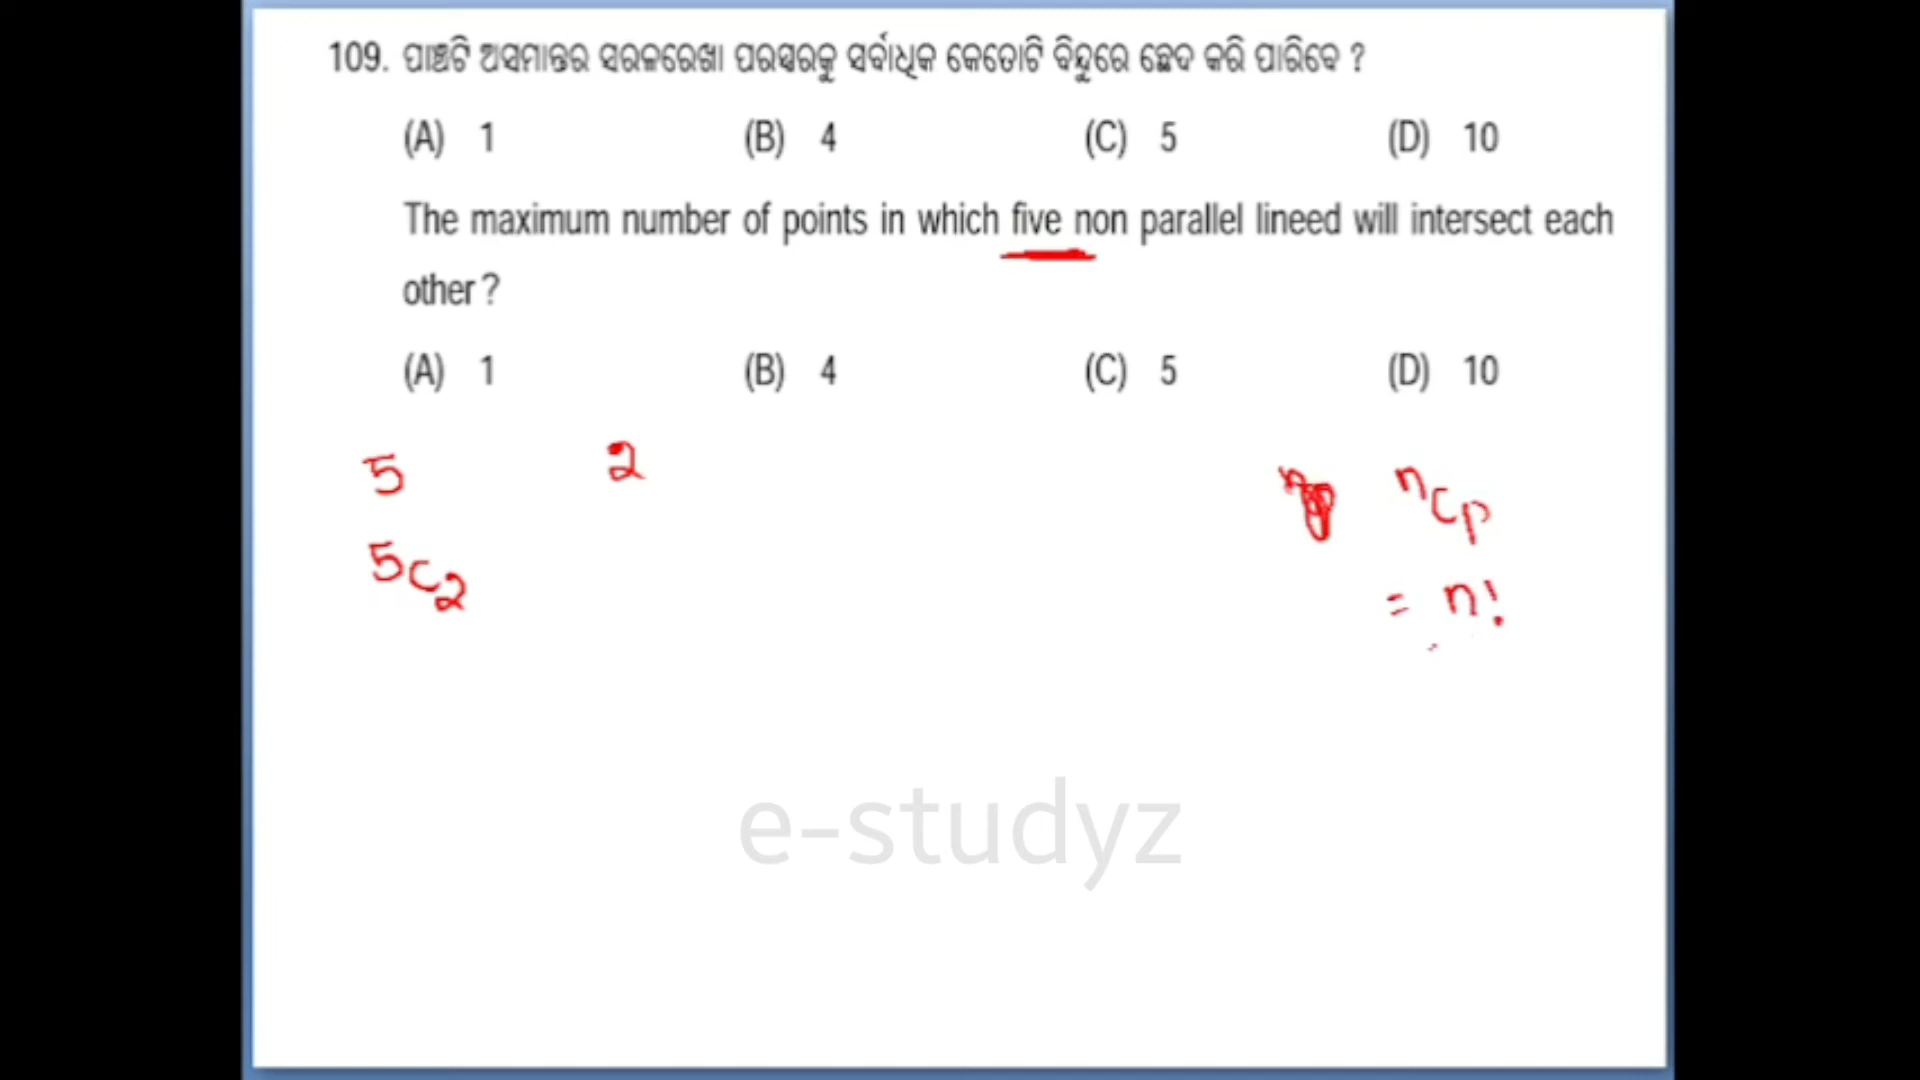 109. ପାଞ୍ଚଟି ଅସମାନ୍ତର ସରଳରେଖା ପରସ୍ପରକୁ ସର୍ବାଧିକ କେତୋଟି ବିନ୍ଦୁରେ ଛେଦ କରି ପାରିବେ ?
(A) 1 (B) 4 (C) 5 (D) 10
The maximum number of points in which five non parallel lineed will intersect each
other ?
(A) 1 (B) 4 (C) 5 (D) 10
5 2
nCp
5C2
= n!
e-studyz